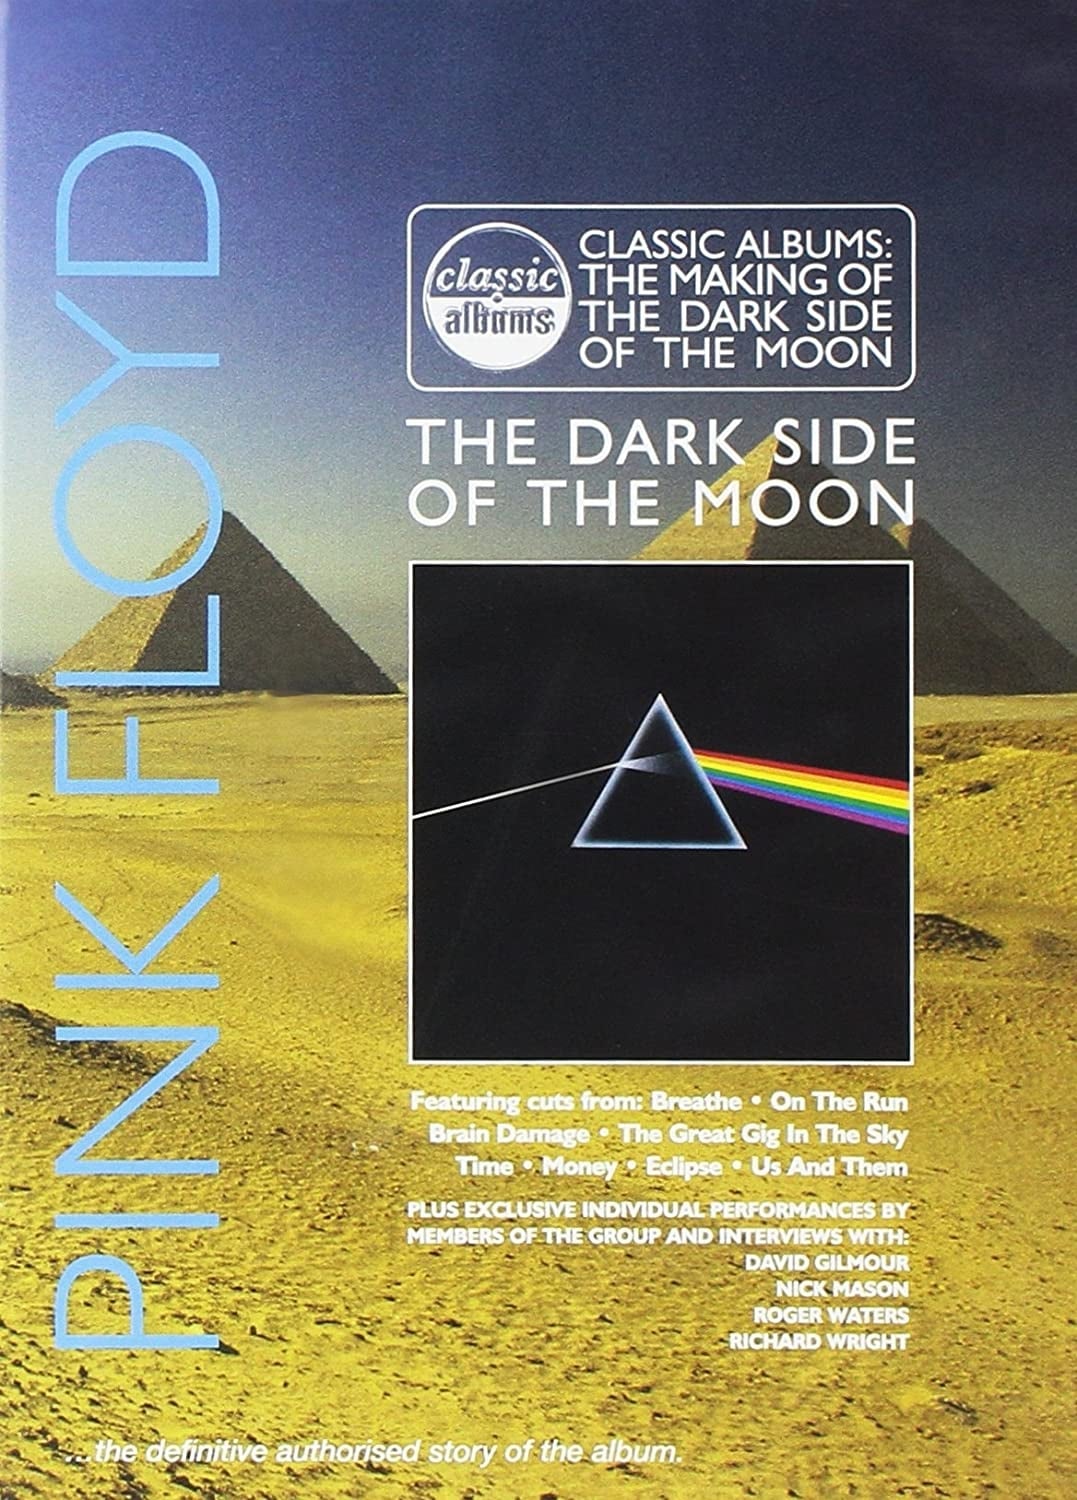 PINK FLOYD
classic
albums
CLASSIC ALBUMS:
THE MAKING OF
THE DARK SIDE
OF THE MOON
THE DARK SIDE
OF THE MOON
Featuring cuts from: Breathe • On The Run
Brain Damage • The Great Gig In The Sky
Time • Money • Eclipse • Us And Them
PLUS EXCLUSIVE INDIVIDUAL PERFORMANCES BY
MEMBERS OF THE GROUP AND INTERVIEWS WITH:
DAVID GILMOUR
NICK MASON
ROGER WATERS
RICHARD WRIGHT
...the definitive authorised story of the album.